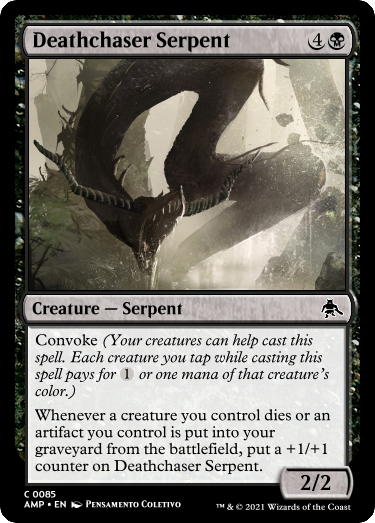 Deathchaser Serpent 4
Creature — Serpent
Convoke (Your creatures can help cast this
spell. Each creature you tap while casting this
spell pays for 1 or one mana of that creature's
color.)
Whenever a creature you control dies or an
artifact you control is put into your
graveyard from the battlefield, put a +1/+1
counter on Deathchaser Serpent.
2/2
C 0085
AMP • EN PENSAMENTO COLETIVO
™ & © 2021 Wizards of the Coast